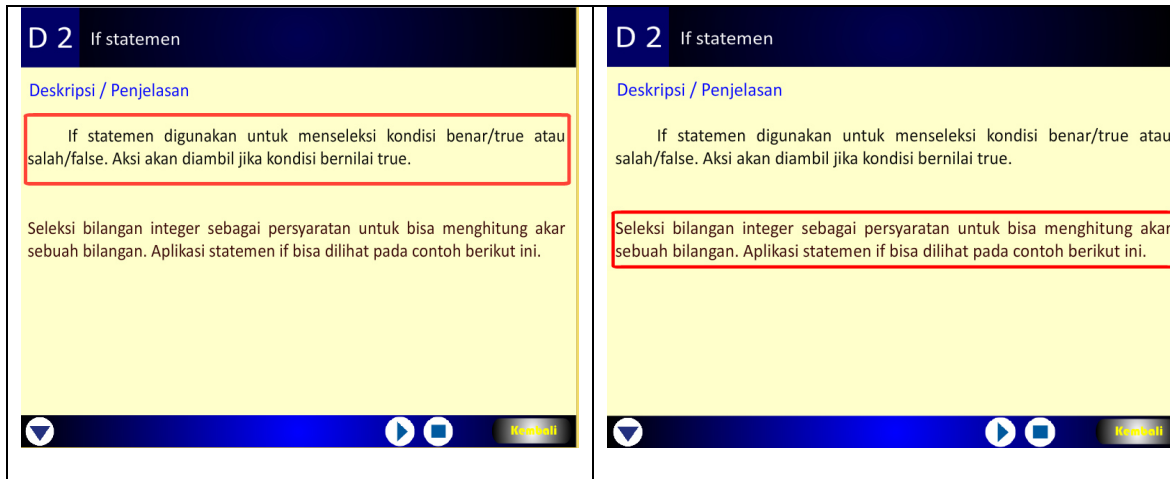 D 2 If statemen
Deskripsi / Penjelasan
If statemen digunakan untuk menseleksi kondisi benar/true atau
salah/false. Aksi akan diambil jika kondisi bernilai true.
Seleksi bilangan integer sebagai persyaratan untuk bisa menghitung akar
sebuah bilangan. Aplikasi statemen if bisa dilihat pada contoh berikut ini.
Kembali
D 2 If statemen
Deskripsi / Penjelasan
If statemen digunakan untuk menseleksi kondisi benar/true atau
salah/false. Aksi akan diambil jika kondisi bernilai true.
Seleksi bilangan integer sebagai persyaratan untuk bisa menghitung akar
sebuah bilangan. Aplikasi statemen if bisa dilihat pada contoh berikut ini.
Kembali